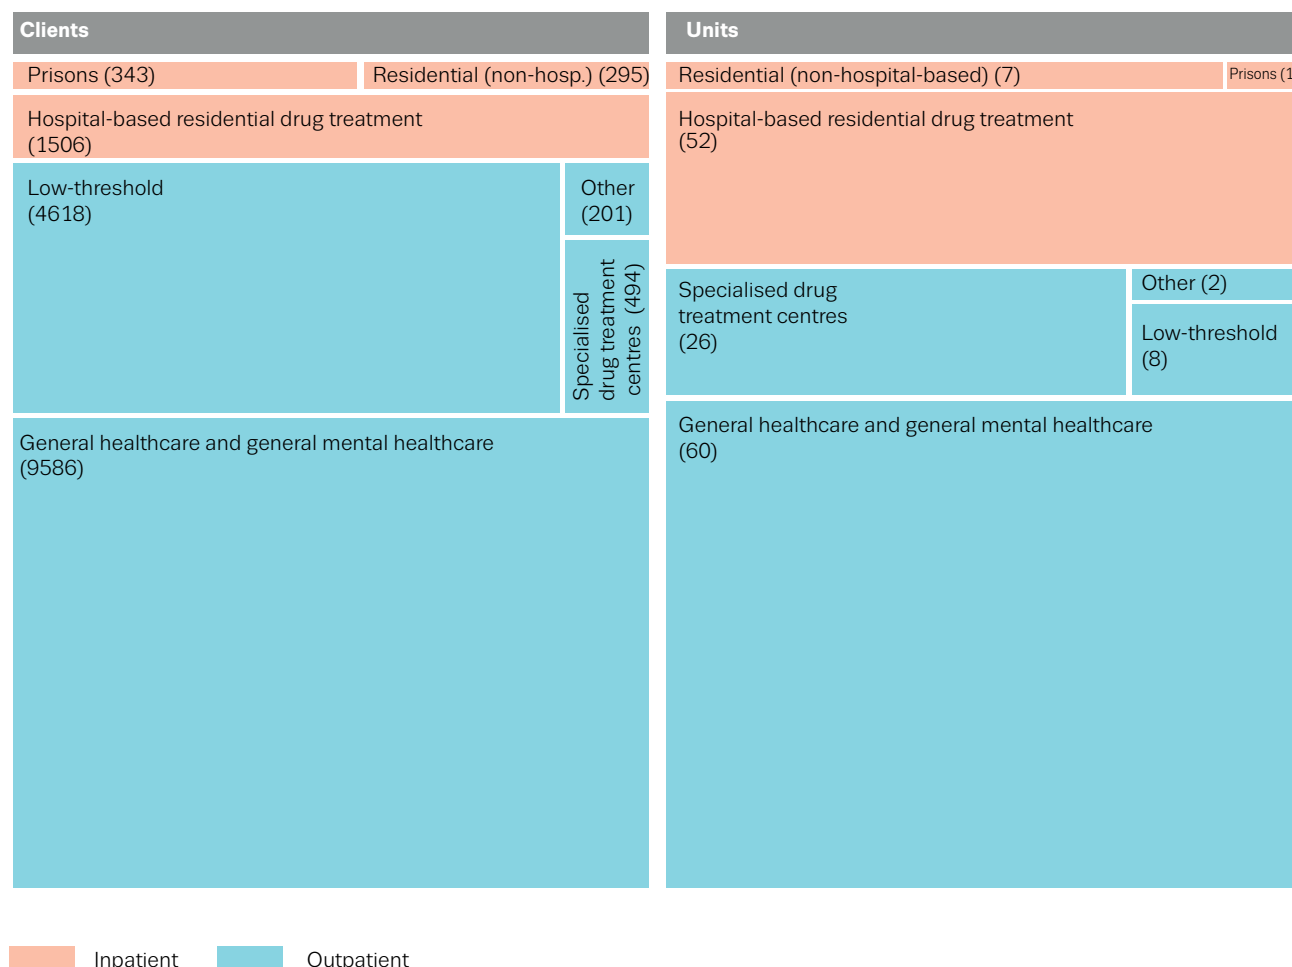 Clients
Prisons (343)
Residential (non-hosp.) (295)
Hospital-based residential drug treatment
(1506)
Low-threshold
(4618)
Other
(201)
Specialised
drug treatment
centres (494)
General healthcare and general mental healthcare
(9586)
Units
Residential (non-hospital-based) (7)
Prisons (1
Hospital-based residential drug treatment
(52)
Specialised drug
treatment centres
(26)
Other (2)
Low-threshold
(8)
General healthcare and general mental healthcare
(60)
Inpatient
Outpatient